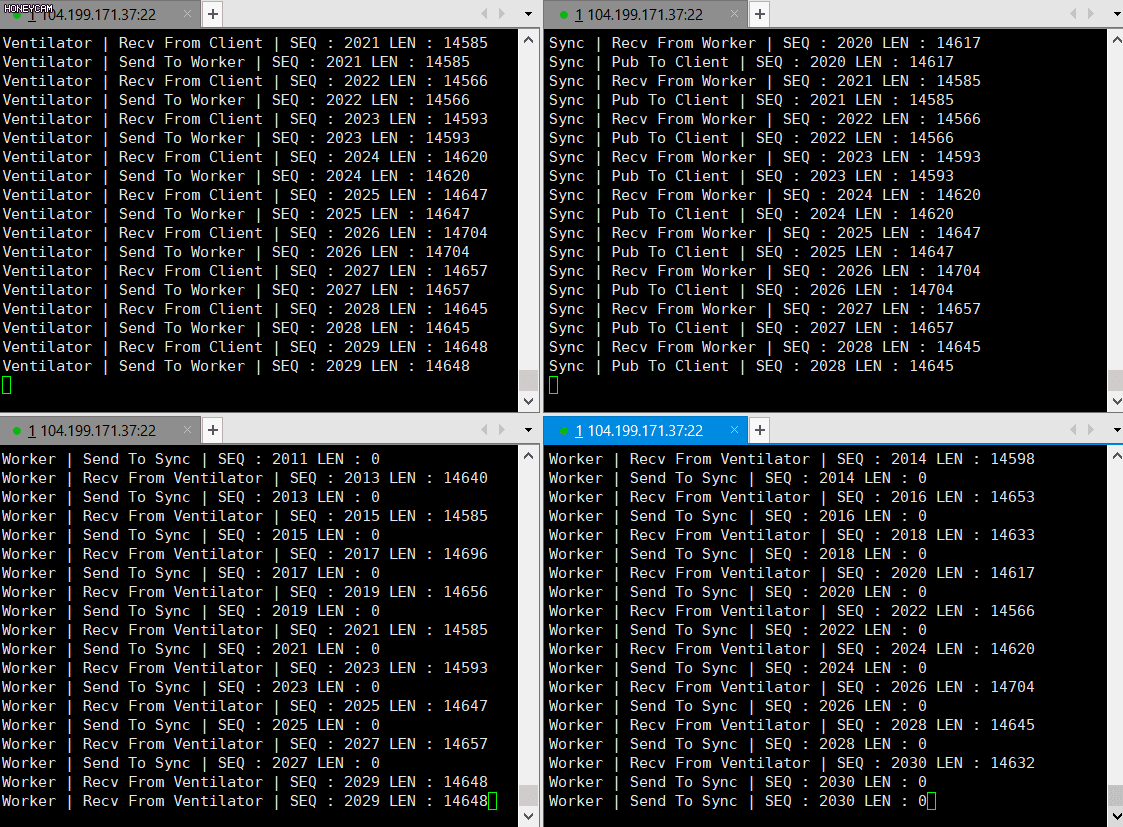 HONEYCAM
1 104.199.171.37:22 × +
Ventilator | Recv From Client | SEQ : 2021 LEN : 14585
Ventilator | Send To Worker | SEQ : 2021 LEN : 14585
Ventilator | Recv From Client | SEQ : 2022 LEN : 14566
Ventilator | Send To Worker | SEQ : 2022 LEN : 14566
Ventilator | Recv From Client | SEQ : 2023 LEN : 14593
Ventilator | Send To Worker | SEQ : 2023 LEN : 14593
Ventilator | Recv From Client | SEQ : 2024 LEN : 14620
Ventilator | Send To Worker | SEQ : 2024 LEN : 14620
Ventilator | Recv From Client | SEQ : 2025 LEN : 14647
Ventilator | Send To Worker | SEQ : 2025 LEN : 14647
Ventilator | Recv From Client | SEQ : 2026 LEN : 14704
Ventilator | Send To Worker | SEQ : 2026 LEN : 14704
Ventilator | Recv From Client | SEQ : 2027 LEN : 14657
Ventilator | Send To Worker | SEQ : 2027 LEN : 14657
Ventilator | Recv From Client | SEQ : 2028 LEN : 14645
Ventilator | Send To Worker | SEQ : 2028 LEN : 14645
Ventilator | Recv From Client | SEQ : 2029 LEN : 14648
Ventilator | Send To Worker | SEQ : 2029 LEN : 14648
1 104.199.171.37:22 × +
Sync | Recv From Worker | SEQ : 2020 LEN : 14617
Sync | Pub To Client | SEQ : 2020 LEN : 14617
Sync | Recv From Worker | SEQ : 2021 LEN : 14585
Sync | Pub To Client | SEQ : 2021 LEN : 14585
Sync | Recv From Worker | SEQ : 2022 LEN : 14566
Sync | Pub To Client | SEQ : 2022 LEN : 14566
Sync | Recv From Worker | SEQ : 2023 LEN : 14593
Sync | Pub To Client | SEQ : 2023 LEN : 14593
Sync | Recv From Worker | SEQ : 2024 LEN : 14620
Sync | Pub To Client | SEQ : 2024 LEN : 14620
Sync | Recv From Worker | SEQ : 2025 LEN : 14647
Sync | Pub To Client | SEQ : 2025 LEN : 14647
Sync | Recv From Worker | SEQ : 2026 LEN : 14704
Sync | Pub To Client | SEQ : 2026 LEN : 14704
Sync | Recv From Worker | SEQ : 2027 LEN : 14657
Sync | Pub To Client | SEQ : 2027 LEN : 14657
Sync | Recv From Worker | SEQ : 2028 LEN : 14645
Sync | Pub To Client | SEQ : 2028 LEN : 14645
1 104.199.171.37:22 × +
Worker | Send To Sync | SEQ : 2011 LEN : 0
Worker | Recv From Ventilator | SEQ : 2013 LEN : 14640
Worker | Send To Sync | SEQ : 2013 LEN : 0
Worker | Recv From Ventilator | SEQ : 2015 LEN : 14585
Worker | Send To Sync | SEQ : 2015 LEN : 0
Worker | Recv From Ventilator | SEQ : 2017 LEN : 14696
Worker | Send To Sync | SEQ : 2017 LEN : 0
Worker | Recv From Ventilator | SEQ : 2019 LEN : 14656
Worker | Send To Sync | SEQ : 2019 LEN : 0
Worker | Recv From Ventilator | SEQ : 2021 LEN : 14585
Worker | Send To Sync | SEQ : 2021 LEN : 0
Worker | Recv From Ventilator | SEQ : 2023 LEN : 14593
Worker | Send To Sync | SEQ : 2023 LEN : 0
Worker | Recv From Ventilator | SEQ : 2025 LEN : 14647
Worker | Send To Sync | SEQ : 2025 LEN : 0
Worker | Recv From Ventilator | SEQ : 2027 LEN : 14657
Worker | Send To Sync | SEQ : 2027 LEN : 0
Worker | Recv From Ventilator | SEQ : 2029 LEN : 14648
Worker | Recv From Ventilator | SEQ : 2029 LEN : 14648
1 104.199.171.37:22 × +
Worker | Recv From Ventilator | SEQ : 2014 LEN : 14598
Worker | Send To Sync | SEQ : 2014 LEN : 0
Worker | Recv From Ventilator | SEQ : 2016 LEN : 14653
Worker | Send To Sync | SEQ : 2016 LEN : 0
Worker | Recv From Ventilator | SEQ : 2018 LEN : 14633
Worker | Send To Sync | SEQ : 2018 LEN : 0
Worker | Recv From Ventilator | SEQ : 2020 LEN : 14617
Worker | Send To Sync | SEQ : 2020 LEN : 0
Worker | Recv From Ventilator | SEQ : 2022 LEN : 14566
Worker | Send To Sync | SEQ : 2022 LEN : 0
Worker | Recv From Ventilator | SEQ : 2024 LEN : 14620
Worker | Send To Sync | SEQ : 2024 LEN : 0
Worker | Recv From Ventilator | SEQ : 2026 LEN : 14704
Worker | Send To Sync | SEQ : 2026 LEN : 0
Worker | Recv From Ventilator | SEQ : 2028 LEN : 14645
Worker | Send To Sync | SEQ : 2028 LEN : 0
Worker | Recv From Ventilator | SEQ : 2030 LEN : 14632
Worker | Send To Sync | SEQ : 2030 LEN : 0
Worker | Send To Sync | SEQ : 2030 LEN : 0